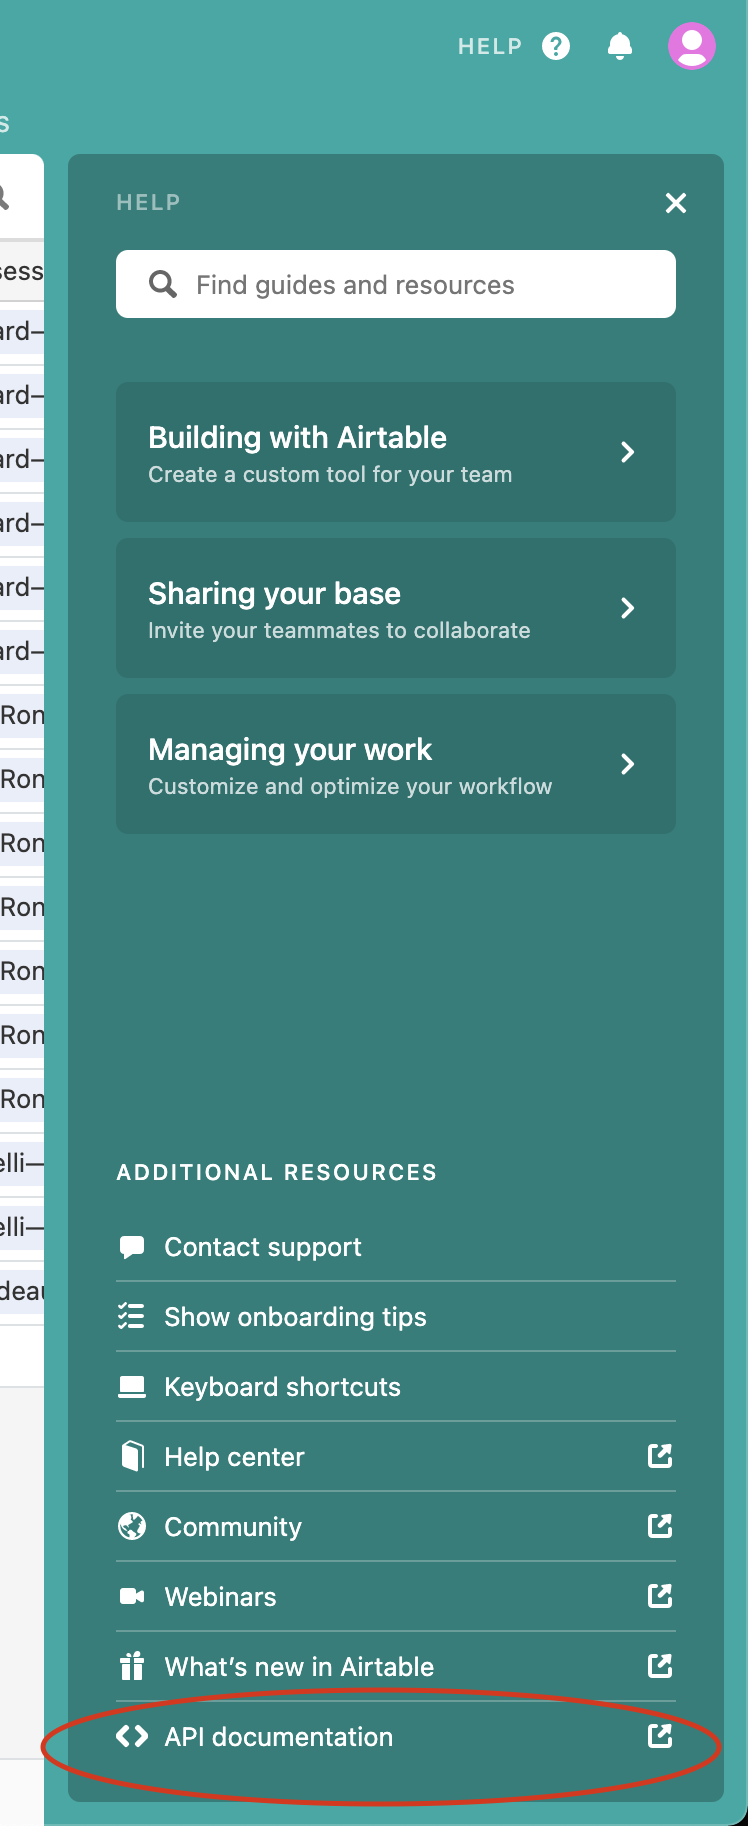 HELP
S
HELP
Find guides and resources
sess
ard—
ard—
Building with Airtable
Create a custom tool for your team
ard—
ard—
ard—
Sharing your base
Invite your teammates to collaborate
ard—
Ron
Managing your work
Customize and optimize your workflow
Ron
Ron
Ron
Ron
Ron
Ron
elli—
ADDITIONAL RESOURCES
elli—
Contact support
deau
Show onboarding tips
Keyboard shortcuts
Help center
Community
Webinars
What's new in Airtable
API documentation